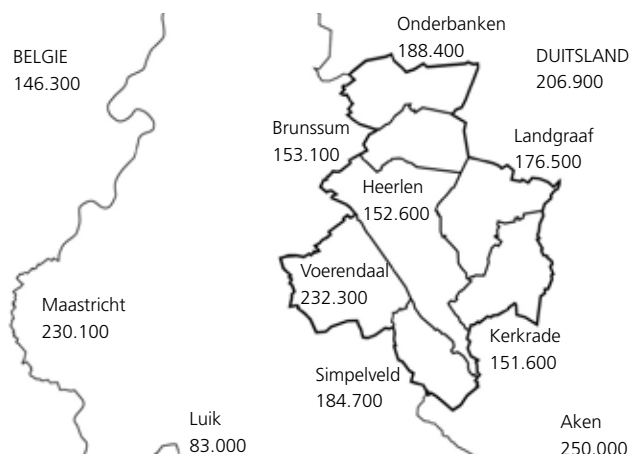 Onderbanken
188.400
BELGIE
146.300
DUITSLAND
206.900
Brunssum
153.100
Landgraaf
176.500
Heerlen
152.600
Voerendaal
232.300
Maastricht
230.100
Kerkrade
151.600
Simpelveld
184.700
Luik
83.000
Aken
250.000